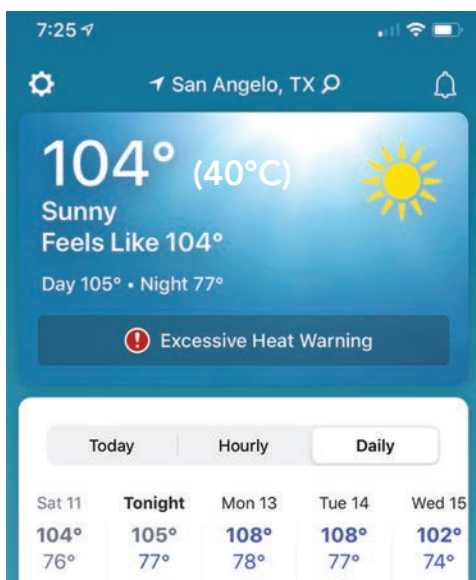 7:25
San Angelo, TX
104° (40°C)
Sunny
Feels Like 104°
Day 105° • Night 77°
Excessive Heat Warning
Today Hourly Daily
Sat 11 Tonight Mon 13 Tue 14 Wed 15
104° 105° 108° 108° 102°
76° 77° 78° 77° 74°